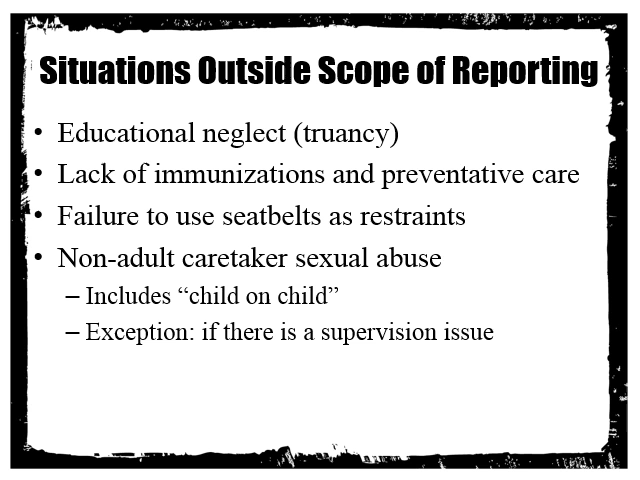 Situations Outside Scope of Reporting
• Educational neglect (truancy)
• Lack of immunizations and preventative care
• Failure to use seatbelts as restraints
• Non-adult caretaker sexual abuse
– Includes “child on child”
– Exception: if there is a supervision issue